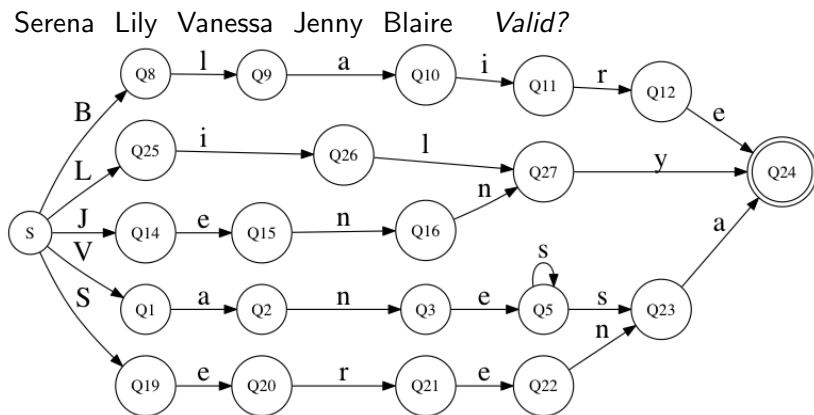 Serena Lily Vanessa Jenny Blaire Valid?
Q8 l Q9 a Q10 i Q11 r Q12
B e
Q25 i Q26 l Q27 y Q24
L
S J Q14 e Q15 n Q16 n
V s a
Q1 a Q2 n Q3 e Q5 s Q23
S n
Q19 e Q20 r Q21 e Q22